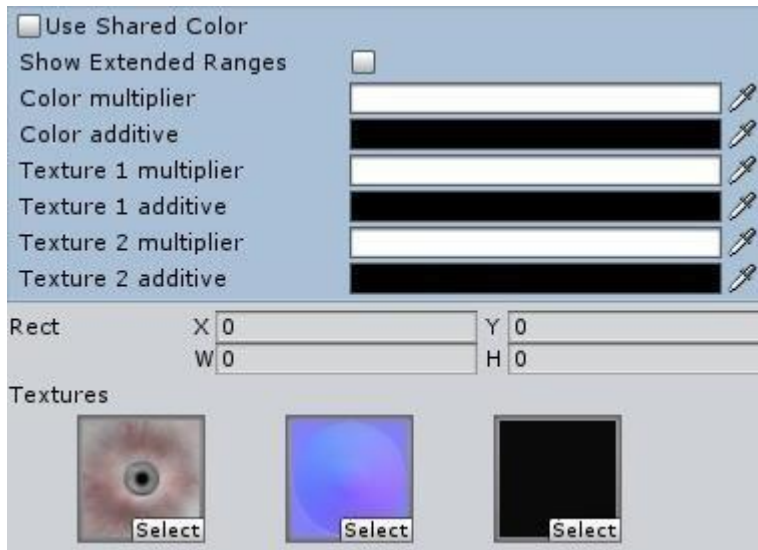 Use Shared Color
Show Extended Ranges
Color multiplier
Color additive
Texture 1 multiplier
Texture 1 additive
Texture 2 multiplier
Texture 2 additive
Rect X 0 Y 0
W 0 H 0
Textures
Select Select Select